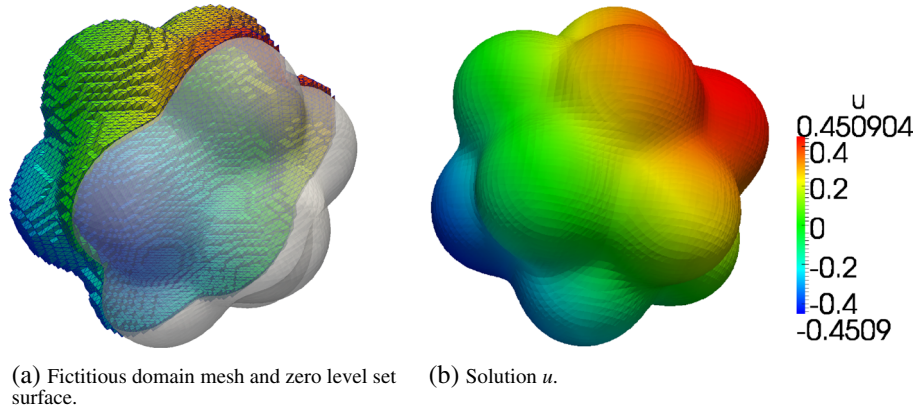 u
0.450904
0.4
0.2
0
-0.2
-0.4
-0.4509
(a) Fictitious domain mesh and zero level set
surface.
(b) Solution u.